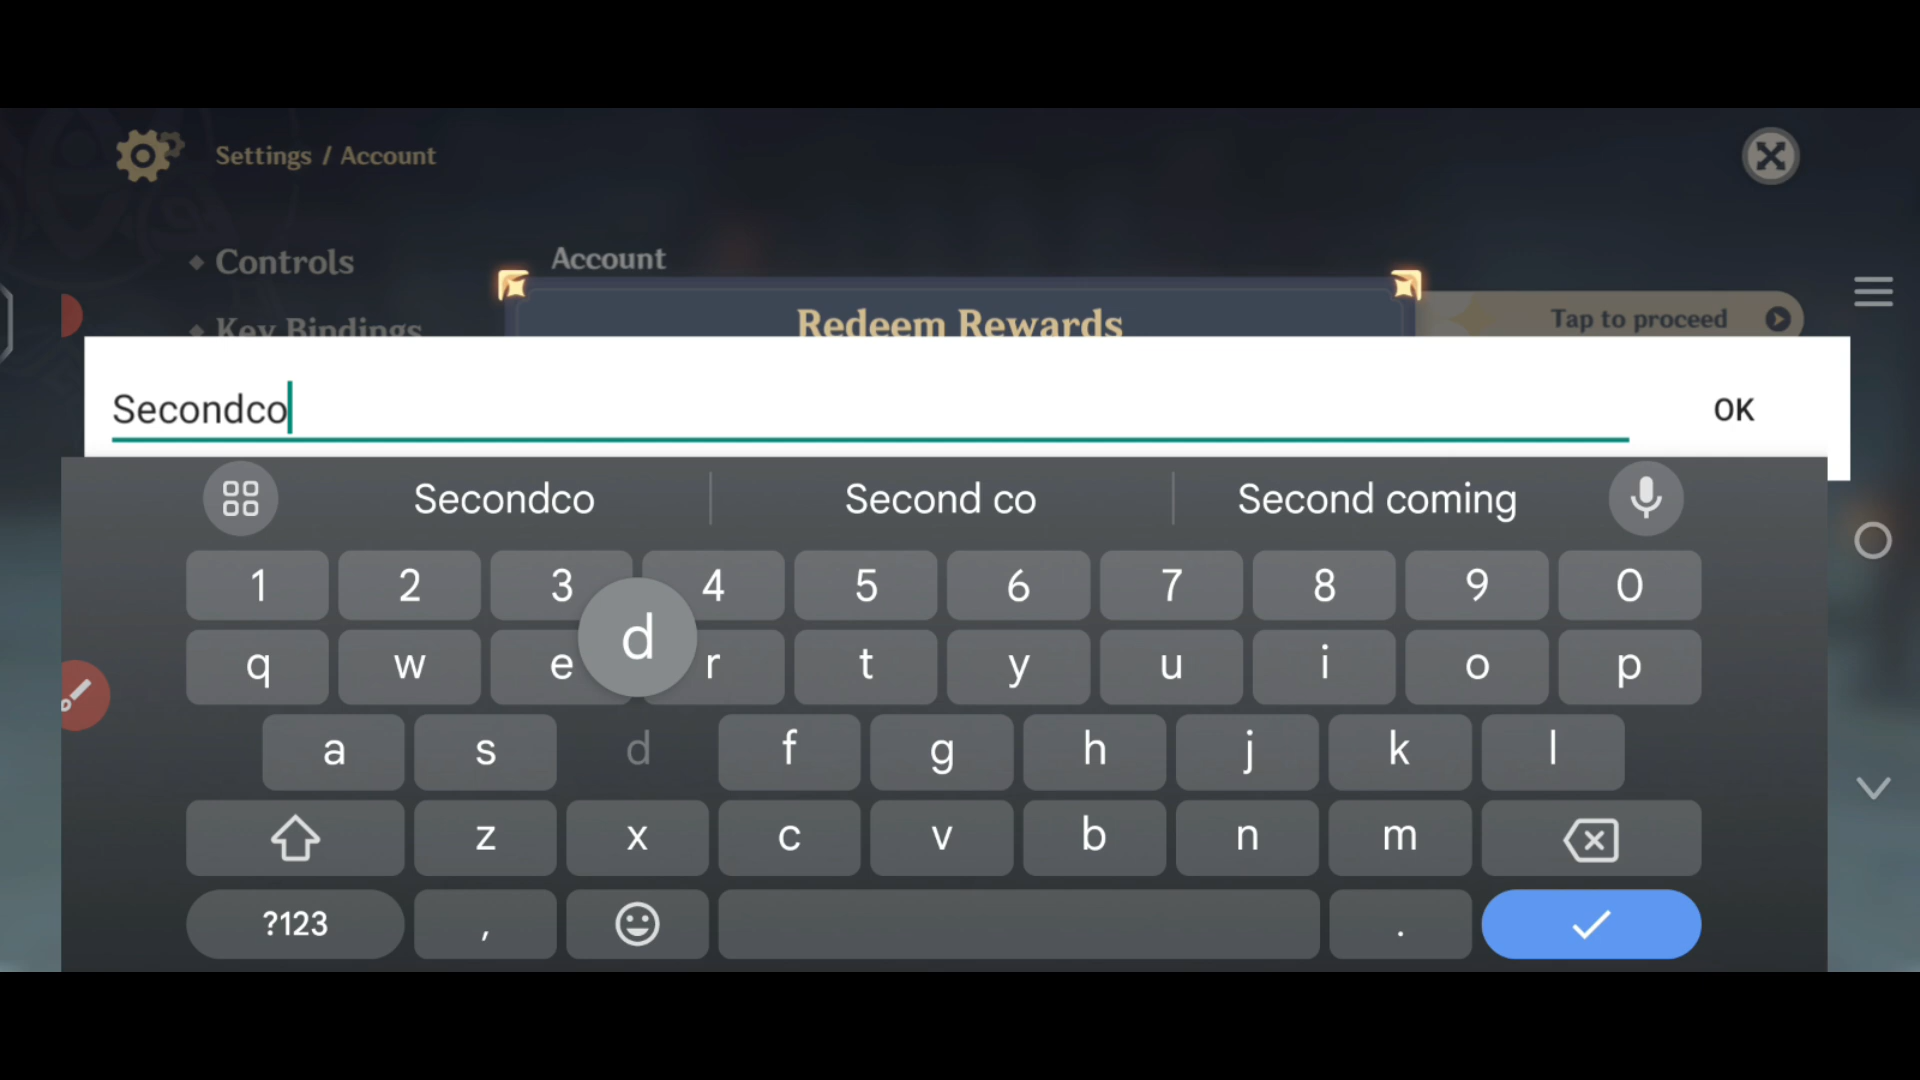 Settings / Account
Controls
Account
Key Bindings
Redeem Rewards
Tap to proceed
Secondco
OK
Secondco
Second co
Second coming
1 2 3 4 5 6 7 8 9 0
d
q w e r t y u i o p
a s d f g h j k l
z x c v b n m
?123 , .